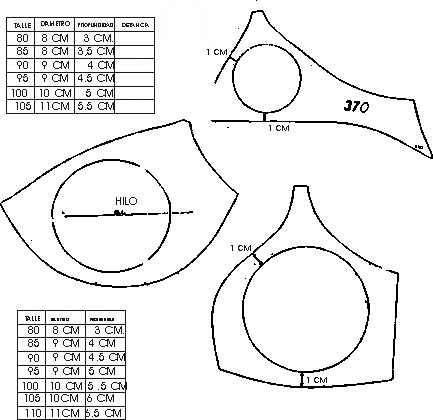 TALLE DIAMETRO PROFUNDIDAD DISTANCIA
80 8 CM 3 CM.
85 8 CM 3,5 CM
90 9 CM 4 CM
95 9 CM 4.5 CM
100 10 CM 5 CM
105 11CM 5.5 CM
1 CM
370
1 CM
HILO
1 CM
1 CM
TALLE
80 8 CM 3 CM.
85 9 CM 4 CM
90 9 CM 4.5 CM
95 9 CM 5 CM
100 10 CM 5 .5 CM
105 10CM 6 CM
110 11CM 6.5 CM